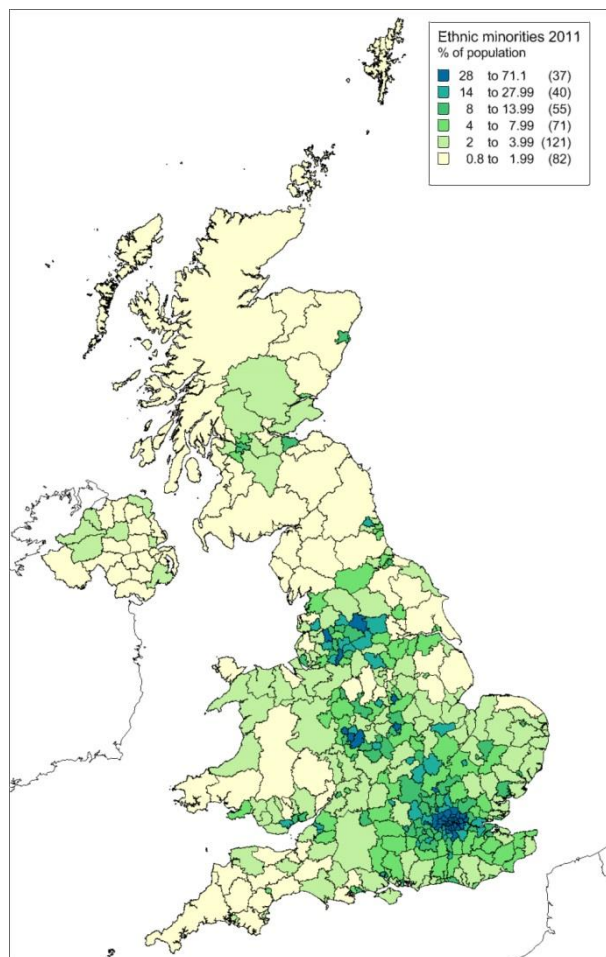 Ethnic minorities 2011
% of population
28 to 71.1 (37)
14 to 27.99 (40)
8 to 13.99 (55)
4 to 7.99 (71)
2 to 3.99 (121)
0.8 to 1.99 (82)